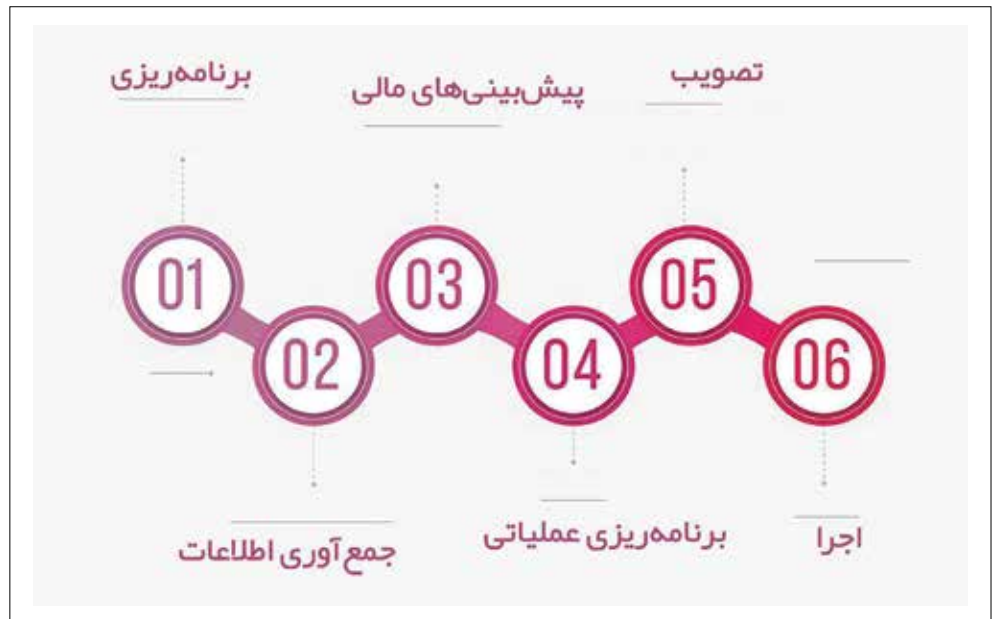 برنامه‌ریزی
01
جمع‌آوری اطلاعات
02
پیش‌بینی‌های مالی
03
برنامه‌ریزی عملیاتی
04
تصویب
05
اجرا
06